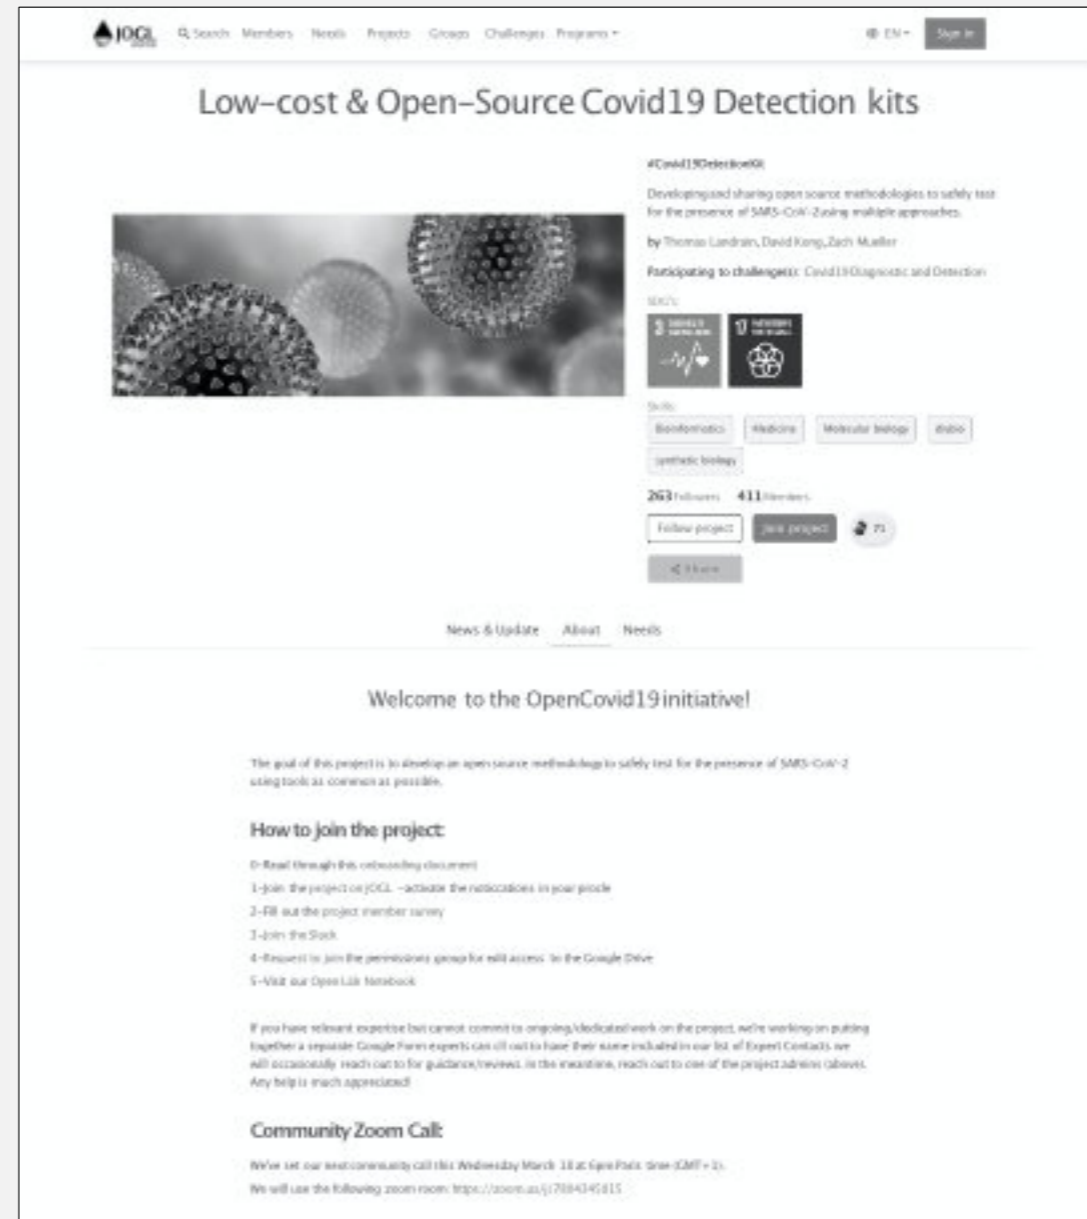 JOGL Search Members Needs Projects Groups Challenges Programs EN Sign in
Low-cost & Open-Source Covid19 Detection kits
#Covid19DetectionKit
Developing and sharing open source methodologies to safely test
for the presence of SARS-CoV-2 using multiple approaches.
by Thomas Landrain, David Kong, Zach Mueller
Participating to challenge(s): Covid19 Diagnostic and Detection
SDG's:
3
17
Skills:
Bioinformatics Medicine Molecular biology diybio
synthetic biology
263 Followers 411 Members
Follow project Join project 71
Share
News & Update About Needs
Welcome to the OpenCovid19 initiative!
The goal of this project is to develop an open source methodology to safely test for the presence of SARS-CoV-2
using tools as common as possible.
How to join the project:
0-Read through this onboarding document
1-Join the project on JOGL -activate the noticcations in your procle
2-Fill out the project member survey
3-Join the Slack
4-Request to join the permissions group for edit access to the Google Drive
5-Visit our Open Lab Notebook
If you have relevant expertise but cannot commit to ongoing/dedicated work on the project, we're working on putting
together a separate Google Form experts can cll out to have their name included in our list of Expert Contacts we
will occasionally reach out to for guidance/reviews. In the meantime, reach out to one of the project admins (above).
Any help is much appreciated!
Community Zoom Call:
We've set our next community call this Wednesday March 18 at 6pm Paris time (GMT+1).
We will use the following zoom room: https://zoom.us/j/7884345815